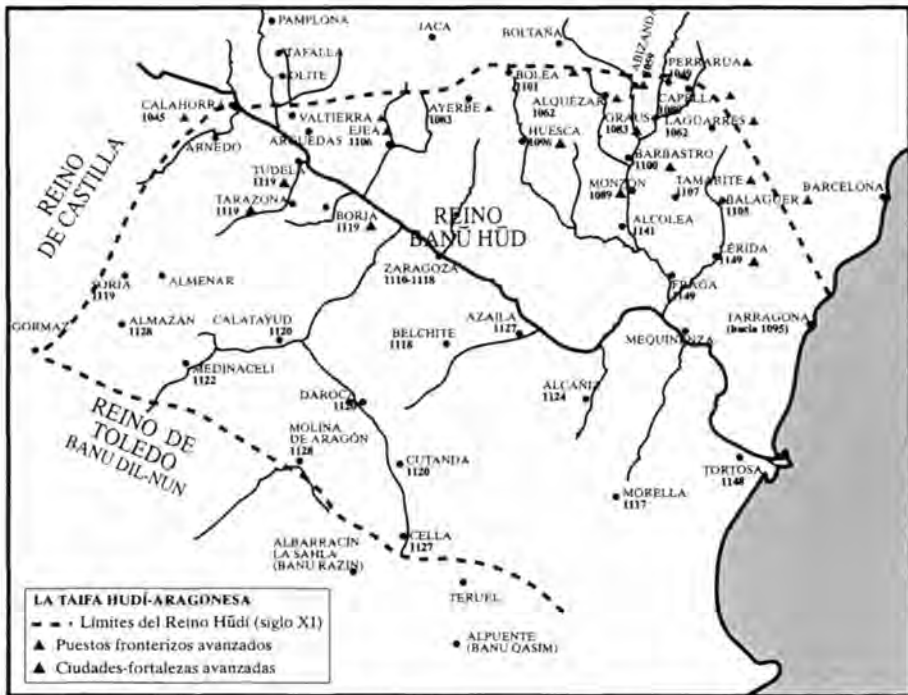 PAMPLONA
JACA
BOLTAÑA
ABIZANDA
1059
PERRARUA
1049
TAFALLA
OLITE
BOLEA
1101
CAPELLA
CALAHORRA
1045
VALTIERRA
AYERBE
1083
ALQUÉZAR
1062
GRAUS
1083
LAGUARRES
1062
ARNEDO
ARGUEDAS
EJEA
1106
HUESCA
1096
BARBASTRO
1100
TUDELA
1119
TARAZONA
1119
BORJA
1119
MONZÓN
1089
TAMARITE
1107
BALAGUER
1105
BARCELONA
REINO
DE CASTILLA
REINO
BANŪ HŪD
ALCOLEA
1141
LÉRIDA
1149
SORIA
1119
ALMENAR
ZARAGOZA
1110-1118
FRAGA
1149
GORMAZ
ALMAZÁN
1128
CALATAYUD
1120
BELCHITE
1118
AZAILA
1127
MEQUINENZA
TARRAGONA
(hacia 1095)
MEDINACELI
1122
DAROCA
1120
ALCAÑIZ
1124
REINO DE
TOLEDO
BANU DIL-NUN
MOLINA
DE ARAGÓN
1128
CUTANDA
1120
TORTOSA
1148
MORELLA
1117
CELLA
1127
ALBARRACÍN
LA SAHLA
(BANU RAZIN)
TERUEL
ALPUENTE
(BANU QASIM)
LA TAIFA HUDÍ-ARAGONESA
Límites del Reino Hūdí (siglo XI)
Puestos fronterizos avanzados
Ciudades-fortalezas avanzadas